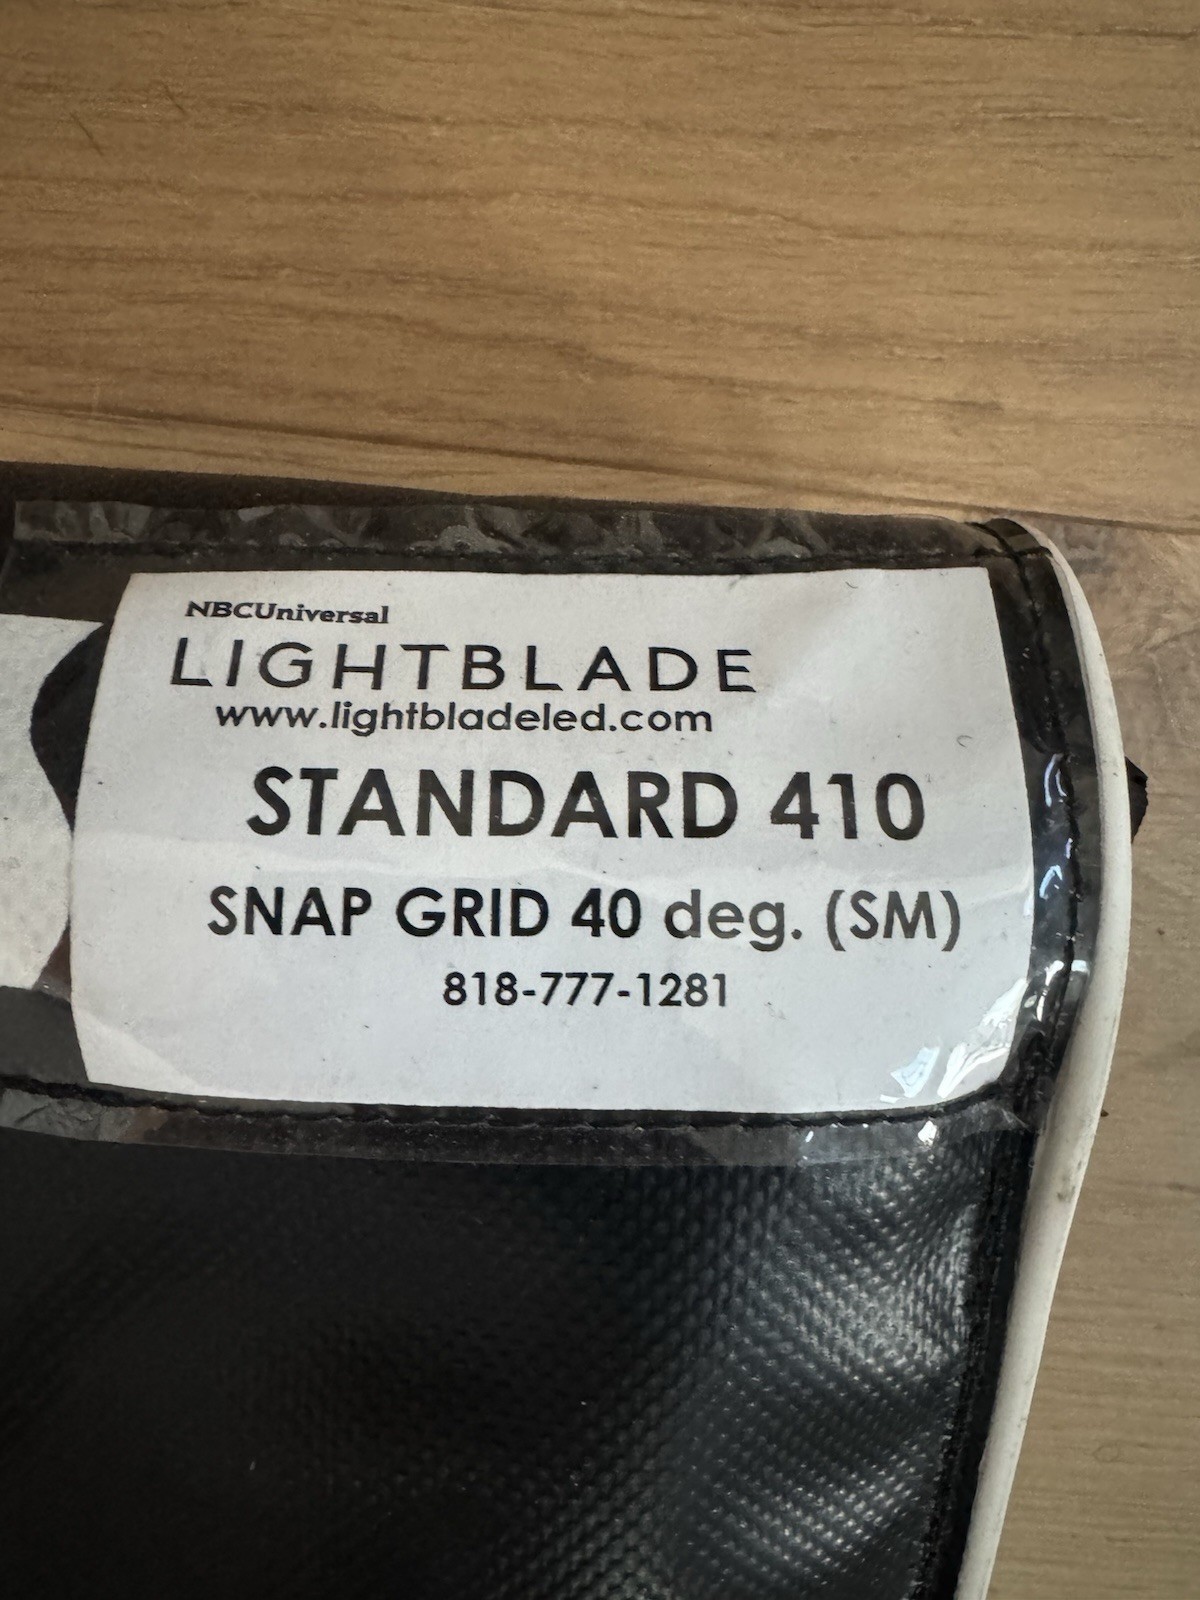 NBCUniversal
LIGHTBLADE
www.lightbladeled.com
STANDARD 410
SNAP GRID 40 deg. (SM)
818-777-1281